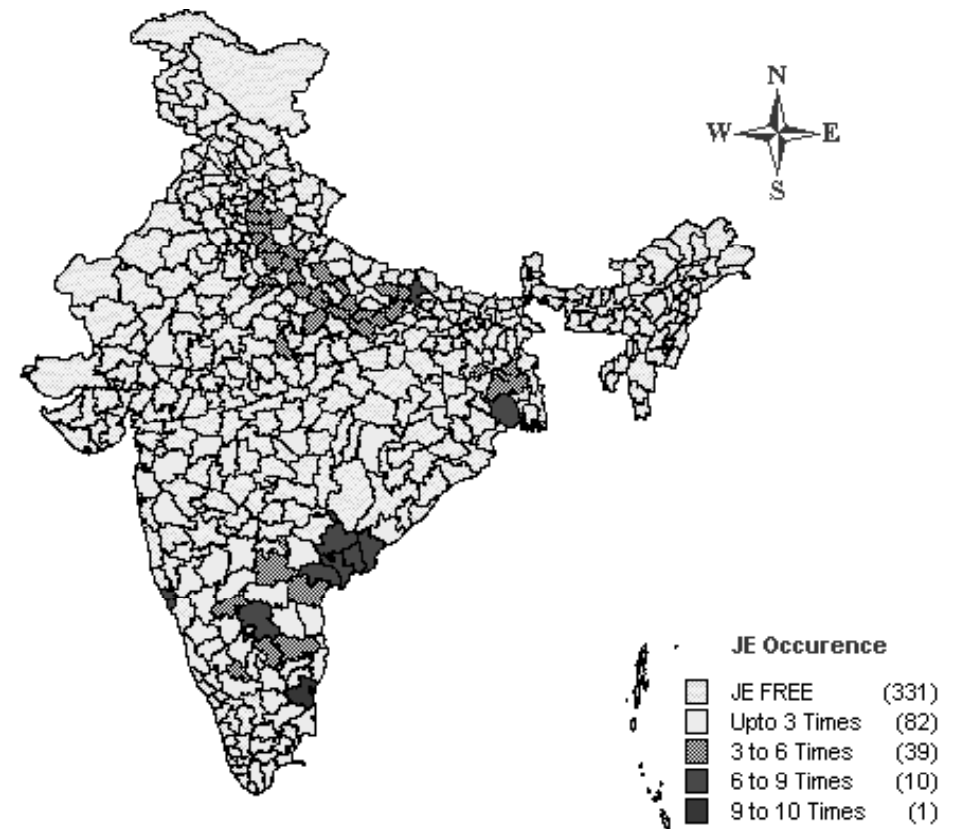 N
W E
S
JE Occurence
JE FREE (331)
Upto 3 Times (82)
3 to 6 Times (39)
6 to 9 Times (10)
9 to 10 Times (1)